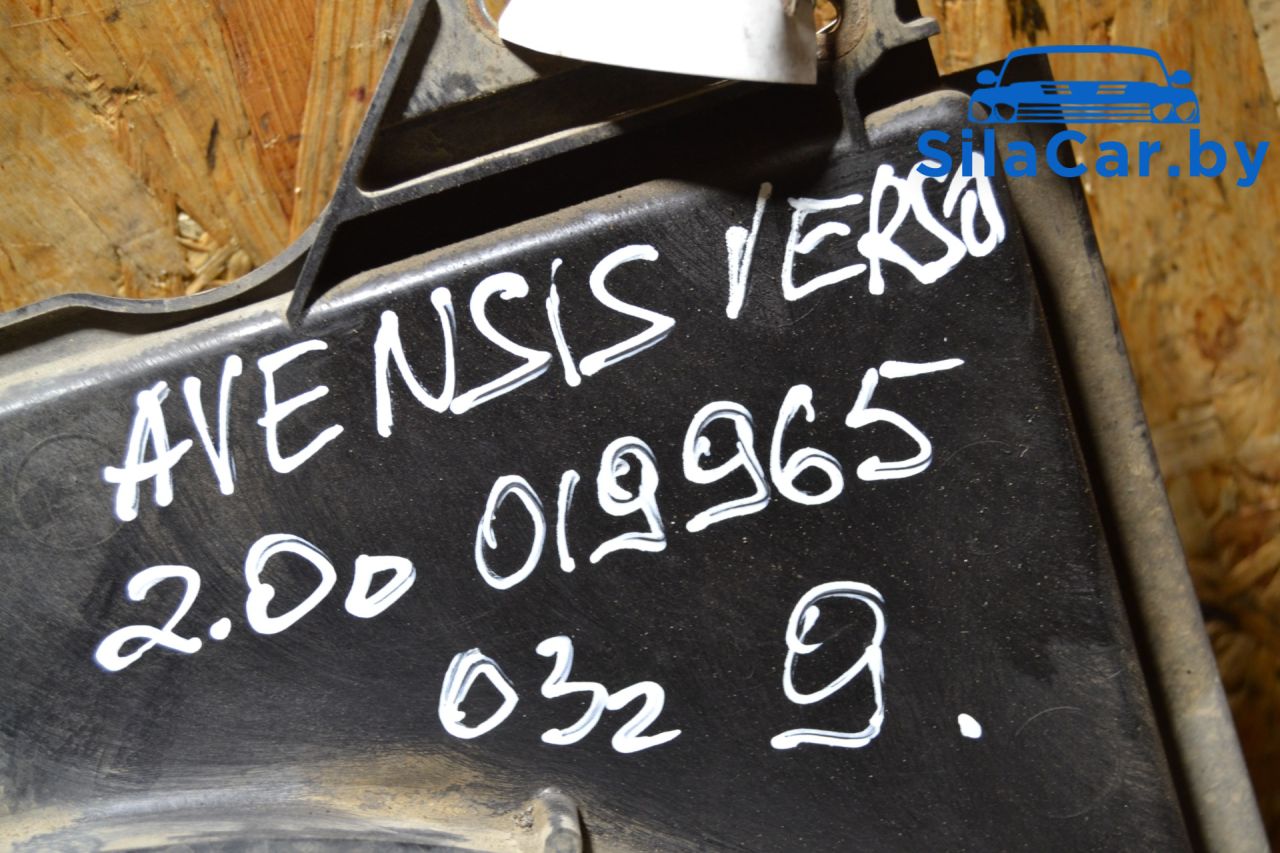 SilaCar.by
AVENSIS VERSO
2.0D 019965
032 9.